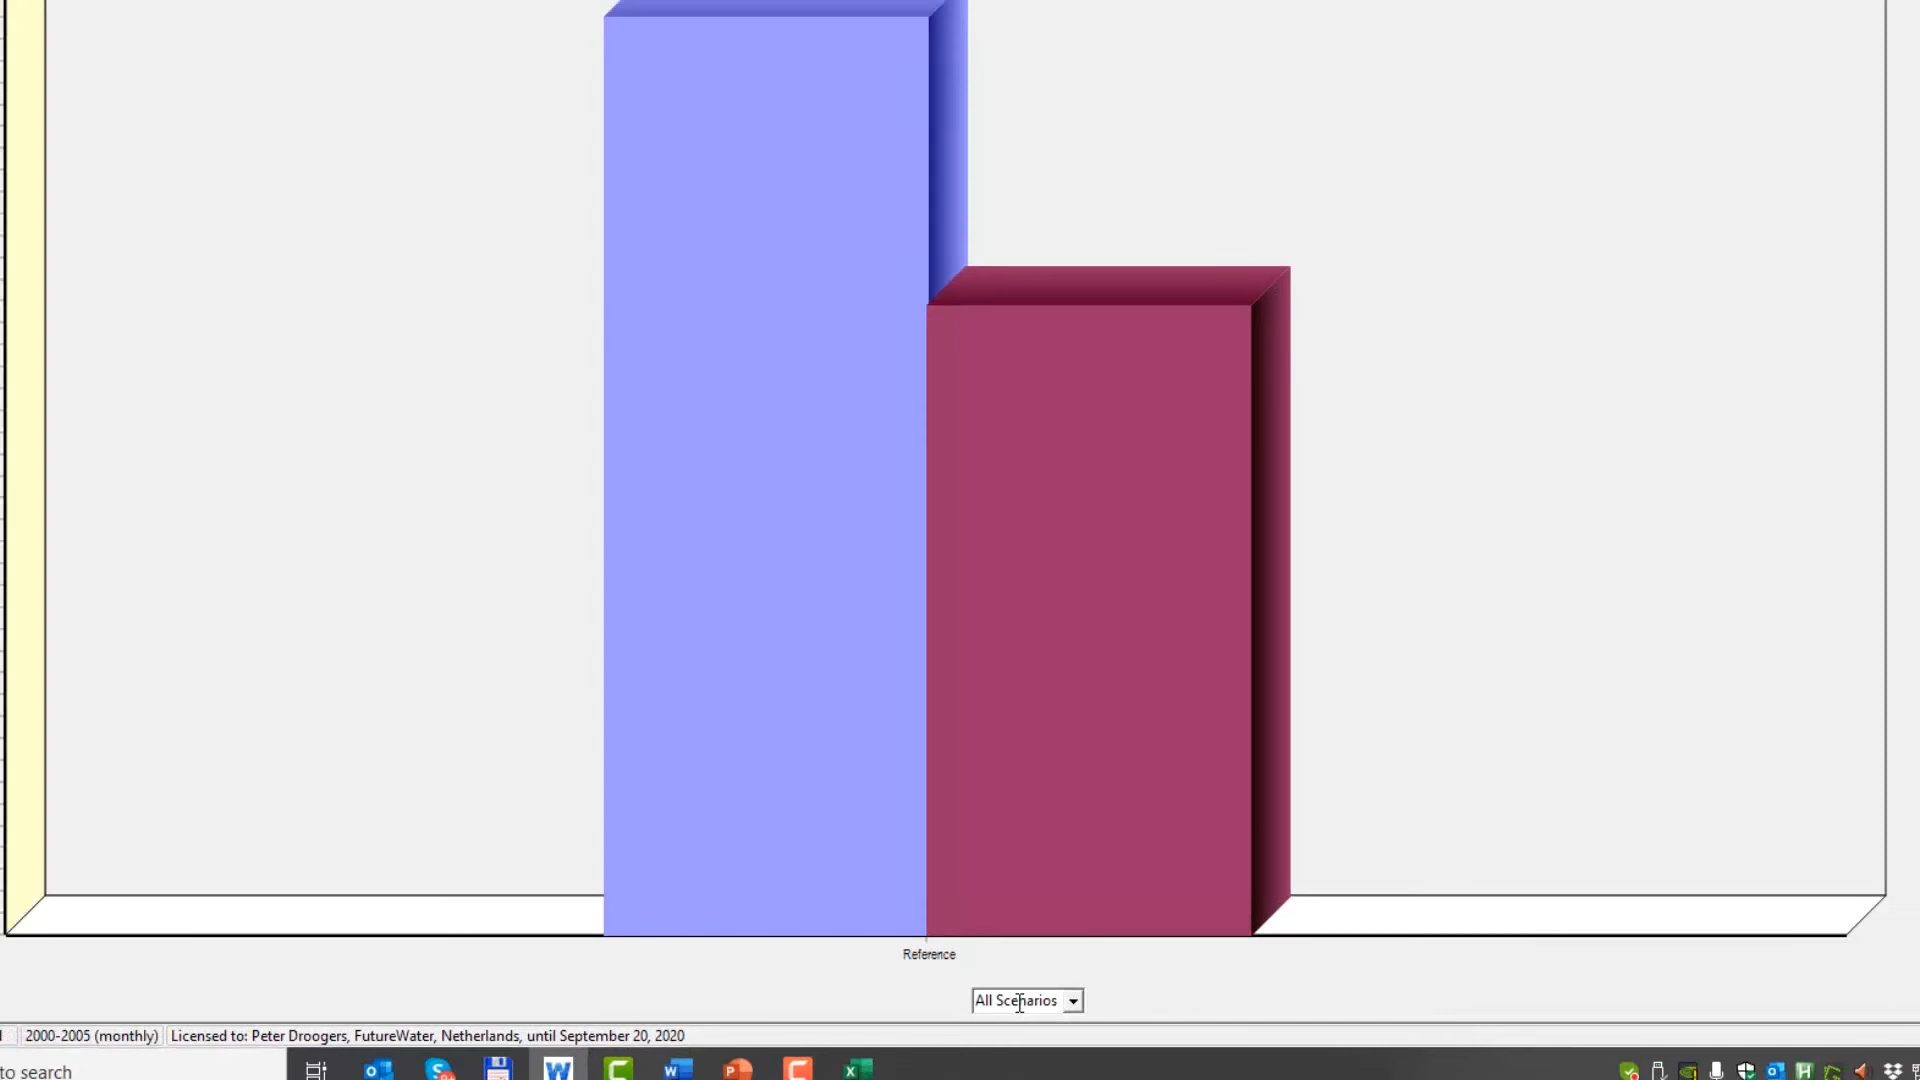 Reference
All Scenarios
2000-2005 (monthly) Licensed to: Peter Droogers, FutureWater, Netherlands, until September 20, 2020
to search